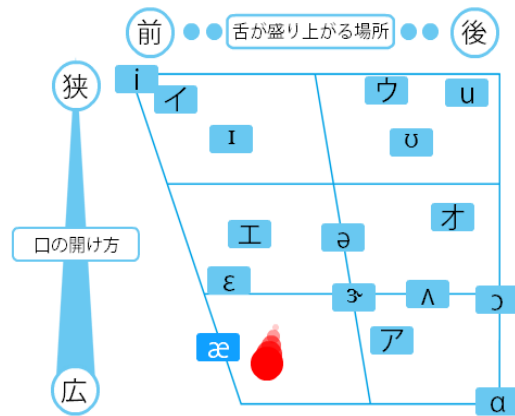 前
舌が盛り上がる場所
後
狭
i
イ
ウ
u
ɪ
ʊ
エ
ə
オ
口の開け方
ɛ
ɝ
ʌ
ɔ
æ
ア
広
ɑ